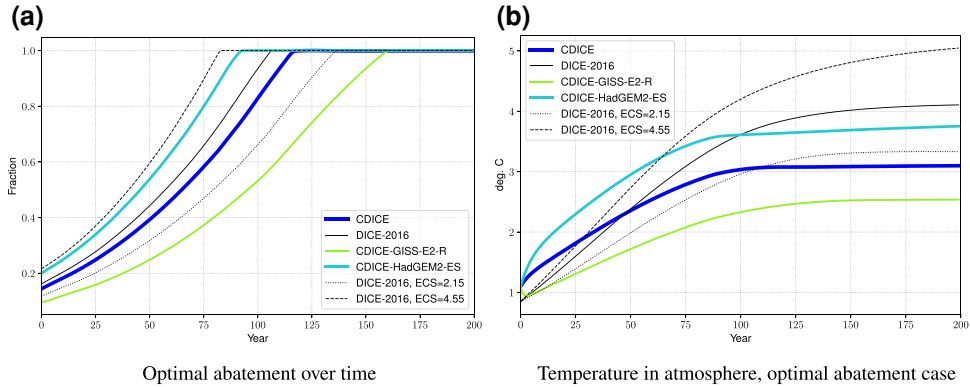 (a)
1.0
0.8
0.6
0.4
0.2
Fraction
0
25
50
75
100
125
150
175
200
Year
CDICE
DICE-2016
CDICE-GISS-E2-R
CDICE-HadGEM2-ES
DICE-2016, ECS=2.15
DICE-2016, ECS=4.55
Optimal abatement over time
(b)
5
4
3
2
1
deg. C
0
25
50
75
100
125
150
175
200
Year
CDICE
DICE-2016
CDICE-GISS-E2-R
CDICE-HadGEM2-ES
DICE-2016, ECS=2.15
DICE-2016, ECS=4.55
Temperature in atmosphere, optimal abatement case